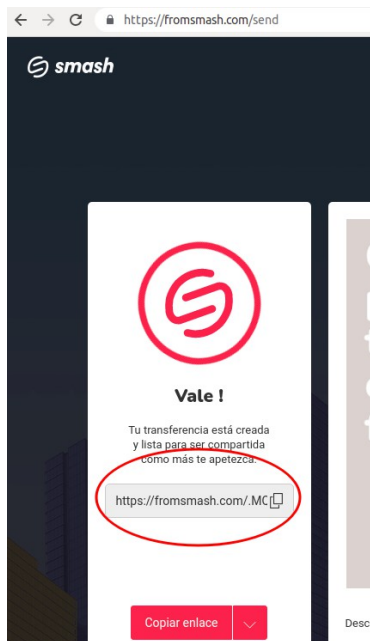 https://fromsmash.com/send
smash
Vale !
Tu transferencia está creada
y lista para ser compartida
como más te apetezca.
https://fromsmash.com/.MC
Copiar enlace
Desc